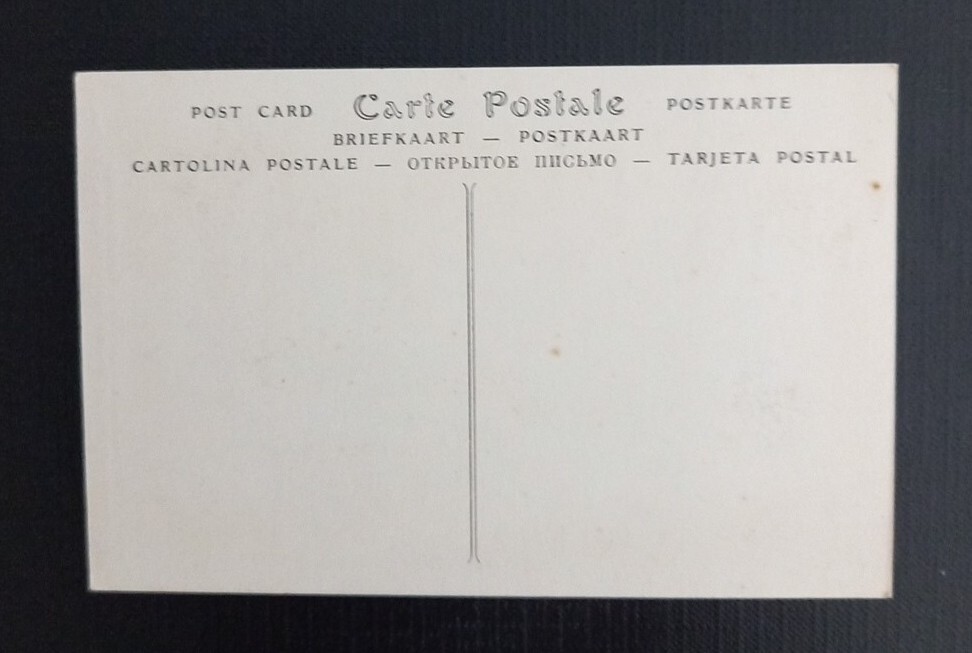 POST CARD Carte Postale POSTKARTE
BRIEFKAART — POSTKAART
CARTOLINA POSTALE — ОТКРЫТОЕ ПИСЬМО — TARJETA POSTAL